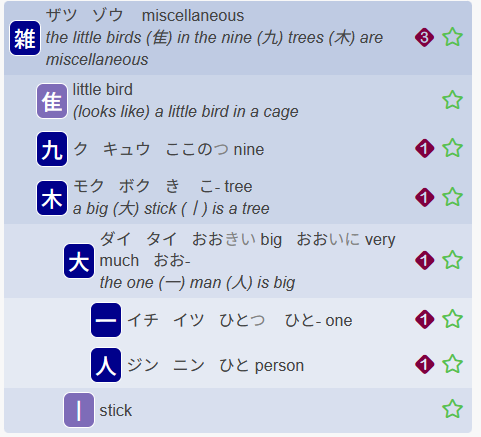 雑 ザツ ゾウ miscellaneous
the little birds (隹) in the nine (九) trees (木) are
miscellaneous
3
隹 little bird
(looks like) a little bird in a cage
九 ク キュウ ここのつ nine
1
木 モク ボク き こ- tree
a big (大) stick (丨) is a tree
1
大 ダイ タイ おおきい big おおいに very
much おお-
the one (一) man (人) is big
1
一 イチ イツ ひとつ ひと- one
1
人 ジン ニン ひと person
1
丨 stick